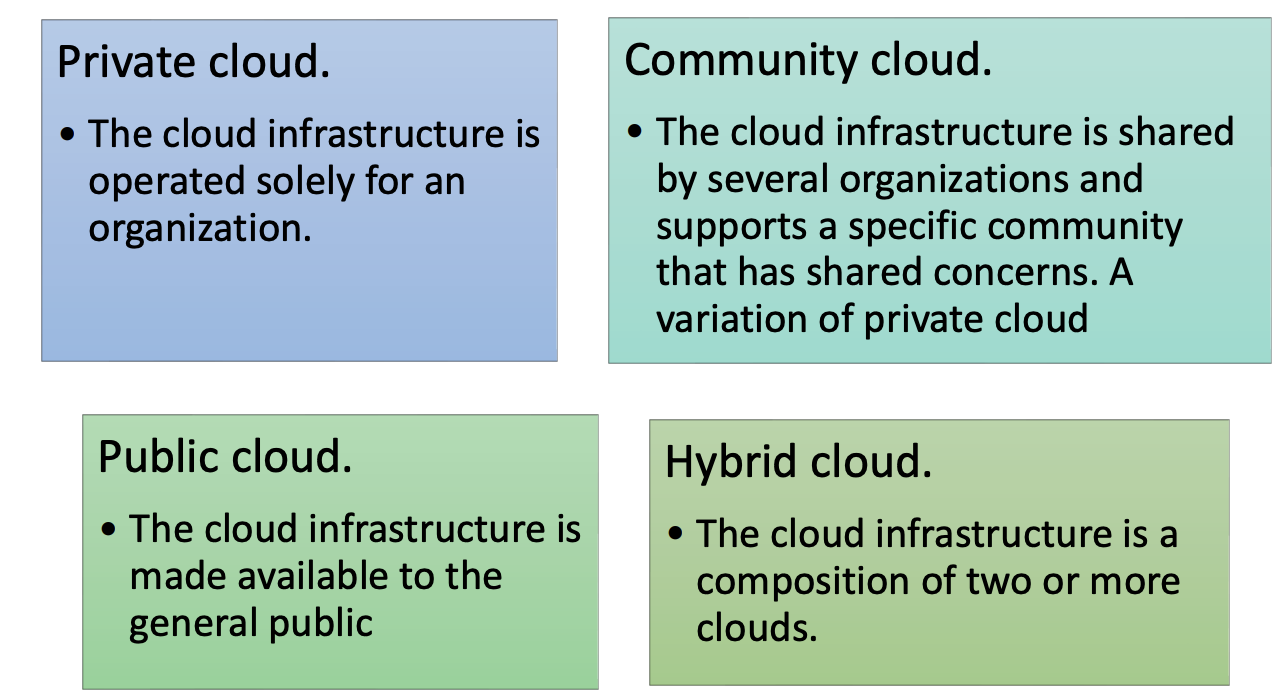 Private cloud.
• The cloud infrastructure is
operated solely for an
organization.
Community cloud.
• The cloud infrastructure is shared
by several organizations and
supports a specific community
that has shared concerns. A
variation of private cloud
Public cloud.
• The cloud infrastructure is
made available to the
general public
Hybrid cloud.
• The cloud infrastructure is a
composition of two or more
clouds.